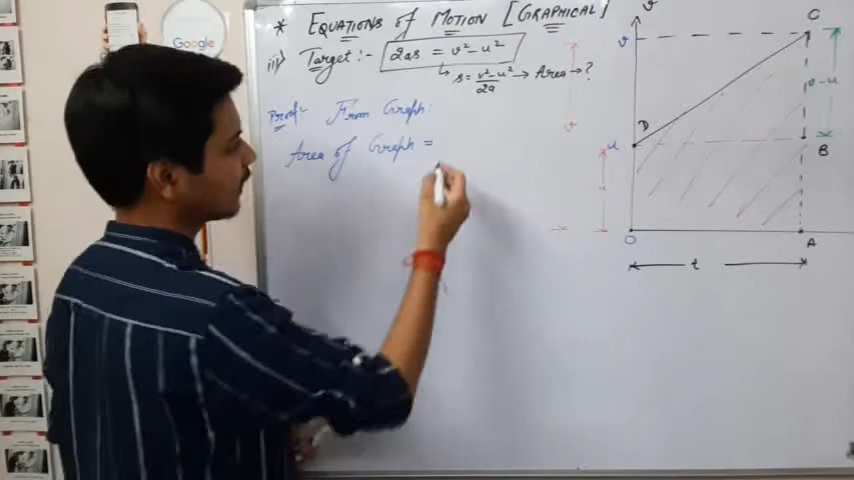 * EQUATIONS of MOTION [GRAPHICAL]
iii) Target :- 2as = v² - u²
↳ s = v² - u² / 2a → Area → ?
Proof:- From Graph:
Area of Graph =
Google
v
v
C
v-u
u
D
B
v
u
O
A
t